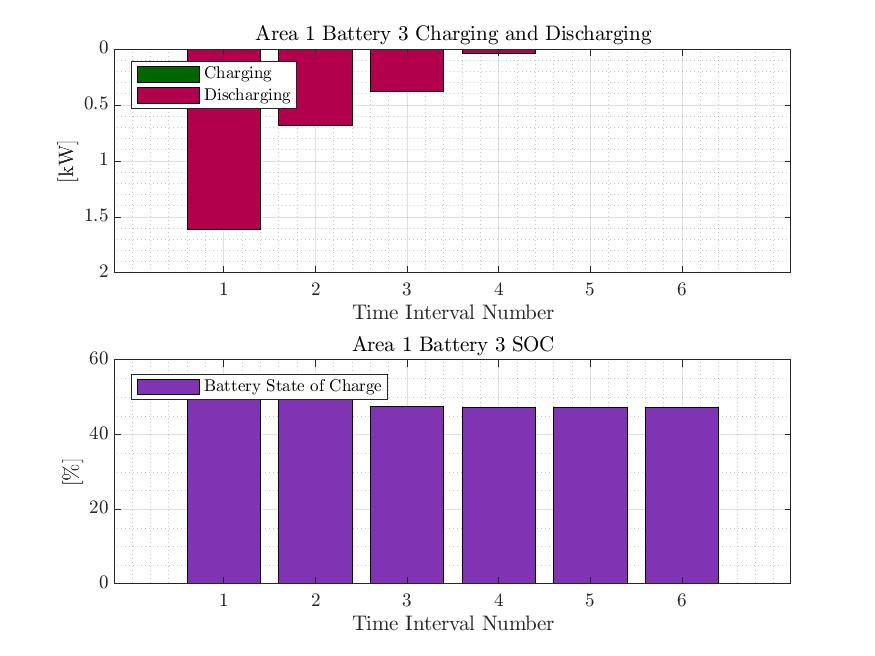 Area 1 Battery 3 Charging and Discharging
0
0.5
1
1.5
2
[kW]
Charging
Discharging
1 2 3 4 5 6
Time Interval Number
Area 1 Battery 3 SOC
60
40
20
0
[%]
Battery State of Charge
1 2 3 4 5 6
Time Interval Number